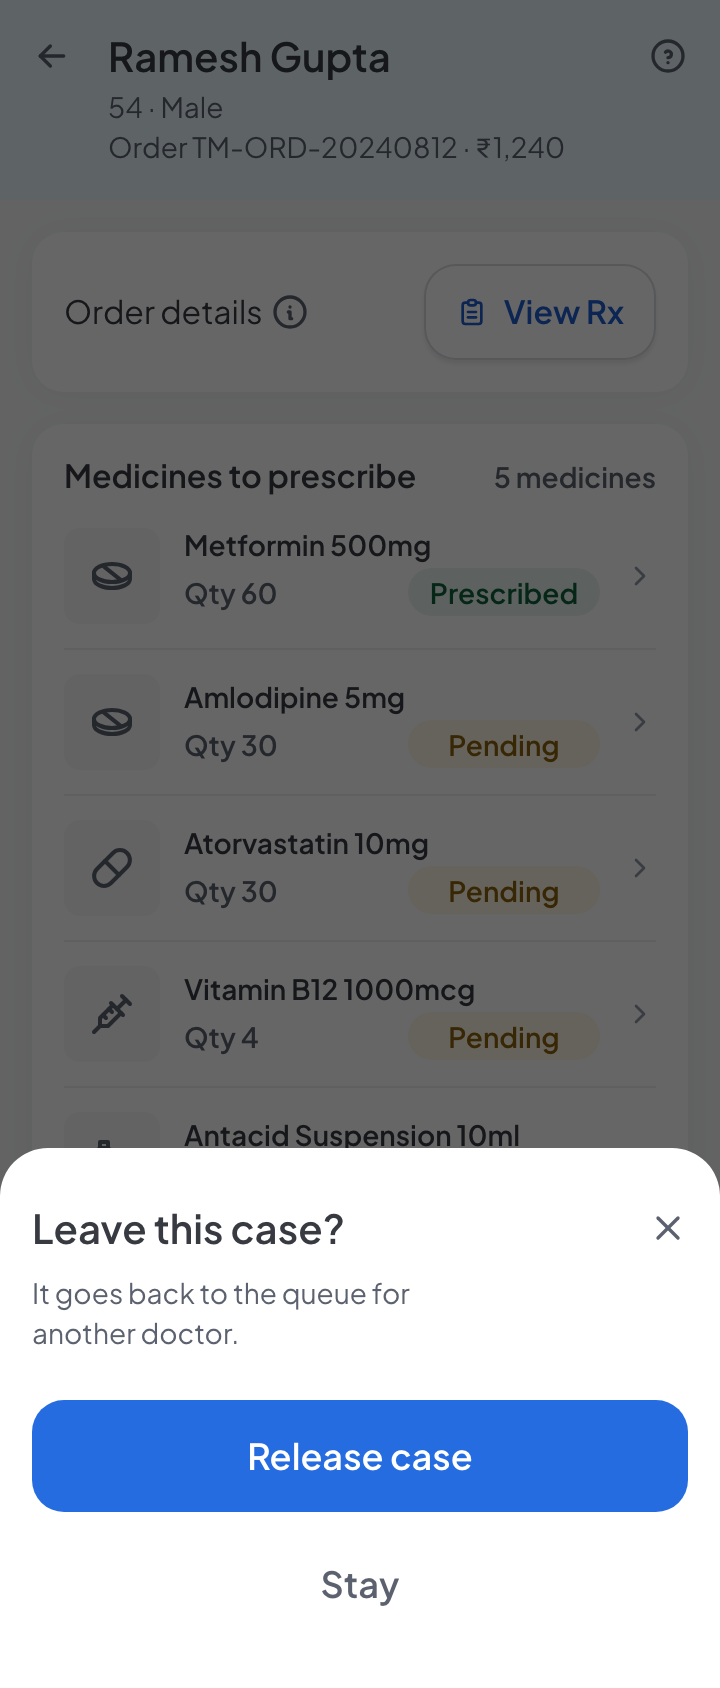 Ramesh Gupta
54 · Male
Order TM-ORD-20240812 · ₹1,240
Order details
View Rx
Medicines to prescribe
5 medicines
Metformin 500mg
Qty 60
Prescribed
Amlodipine 5mg
Qty 30
Pending
Atorvastatin 10mg
Qty 30
Pending
Vitamin B12 1000mcg
Qty 4
Pending
Antacid Suspension 10ml
Leave this case?
It goes back to the queue for
another doctor.
Release case
Stay